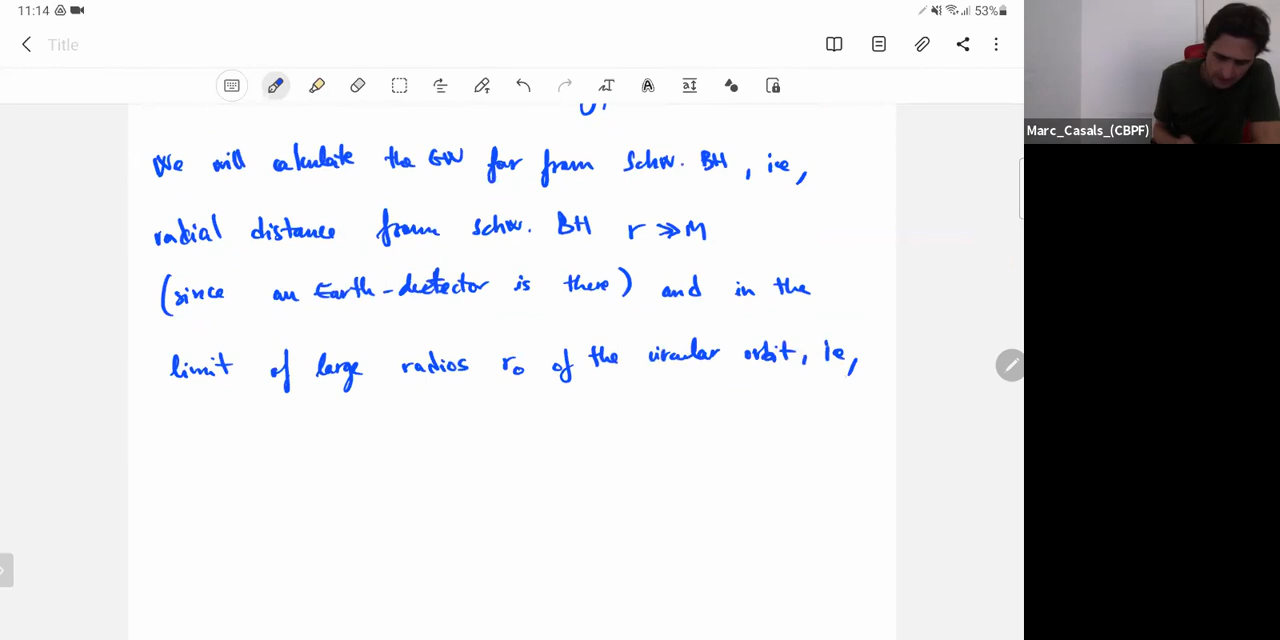 11:14
53%
Title
We will calculate the GW far from Schw. BH, ie,
radial distance from Schw. BH r ≫ M
(since an Earth-detector is there) and in the
limit of large radios r₀ of the circular orbit, ie,
Marc_Casals_(CBPF)